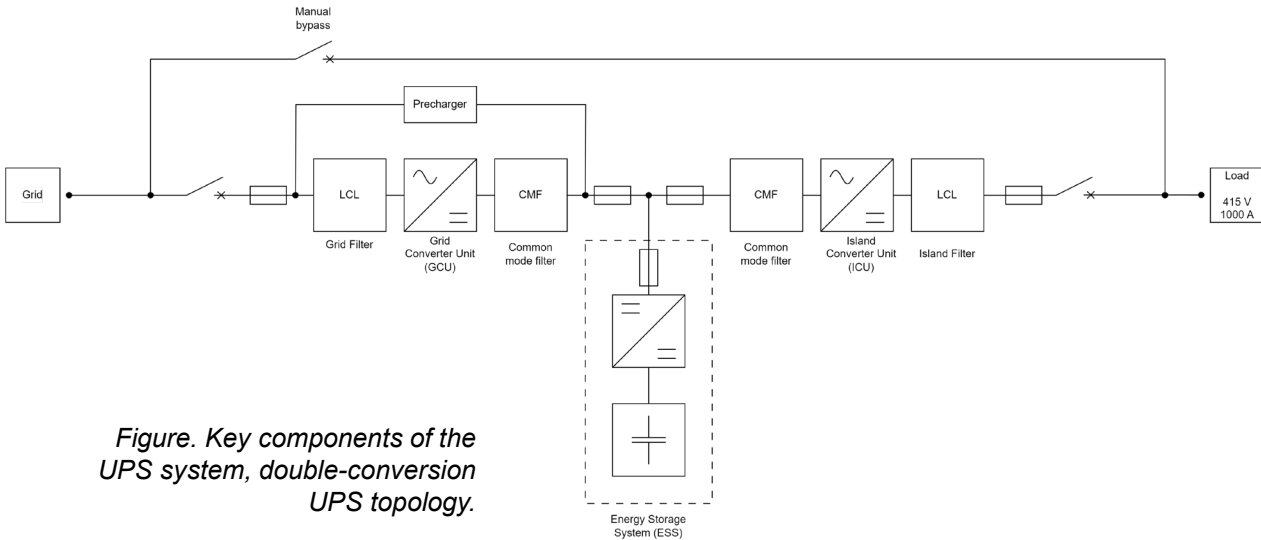 Manual
bypass
Precharger
Grid
LCL
CMF
CMF
LCL
Load
415 V
1000 A
Grid Filter
Grid
Converter Unit
(GCU)
Common
mode filter
Common
mode filter
Island
Converter Unit
(ICU)
Island Filter
Figure. Key components of the
UPS system, double-conversion
UPS topology.
Energy Storage
System (ESS)